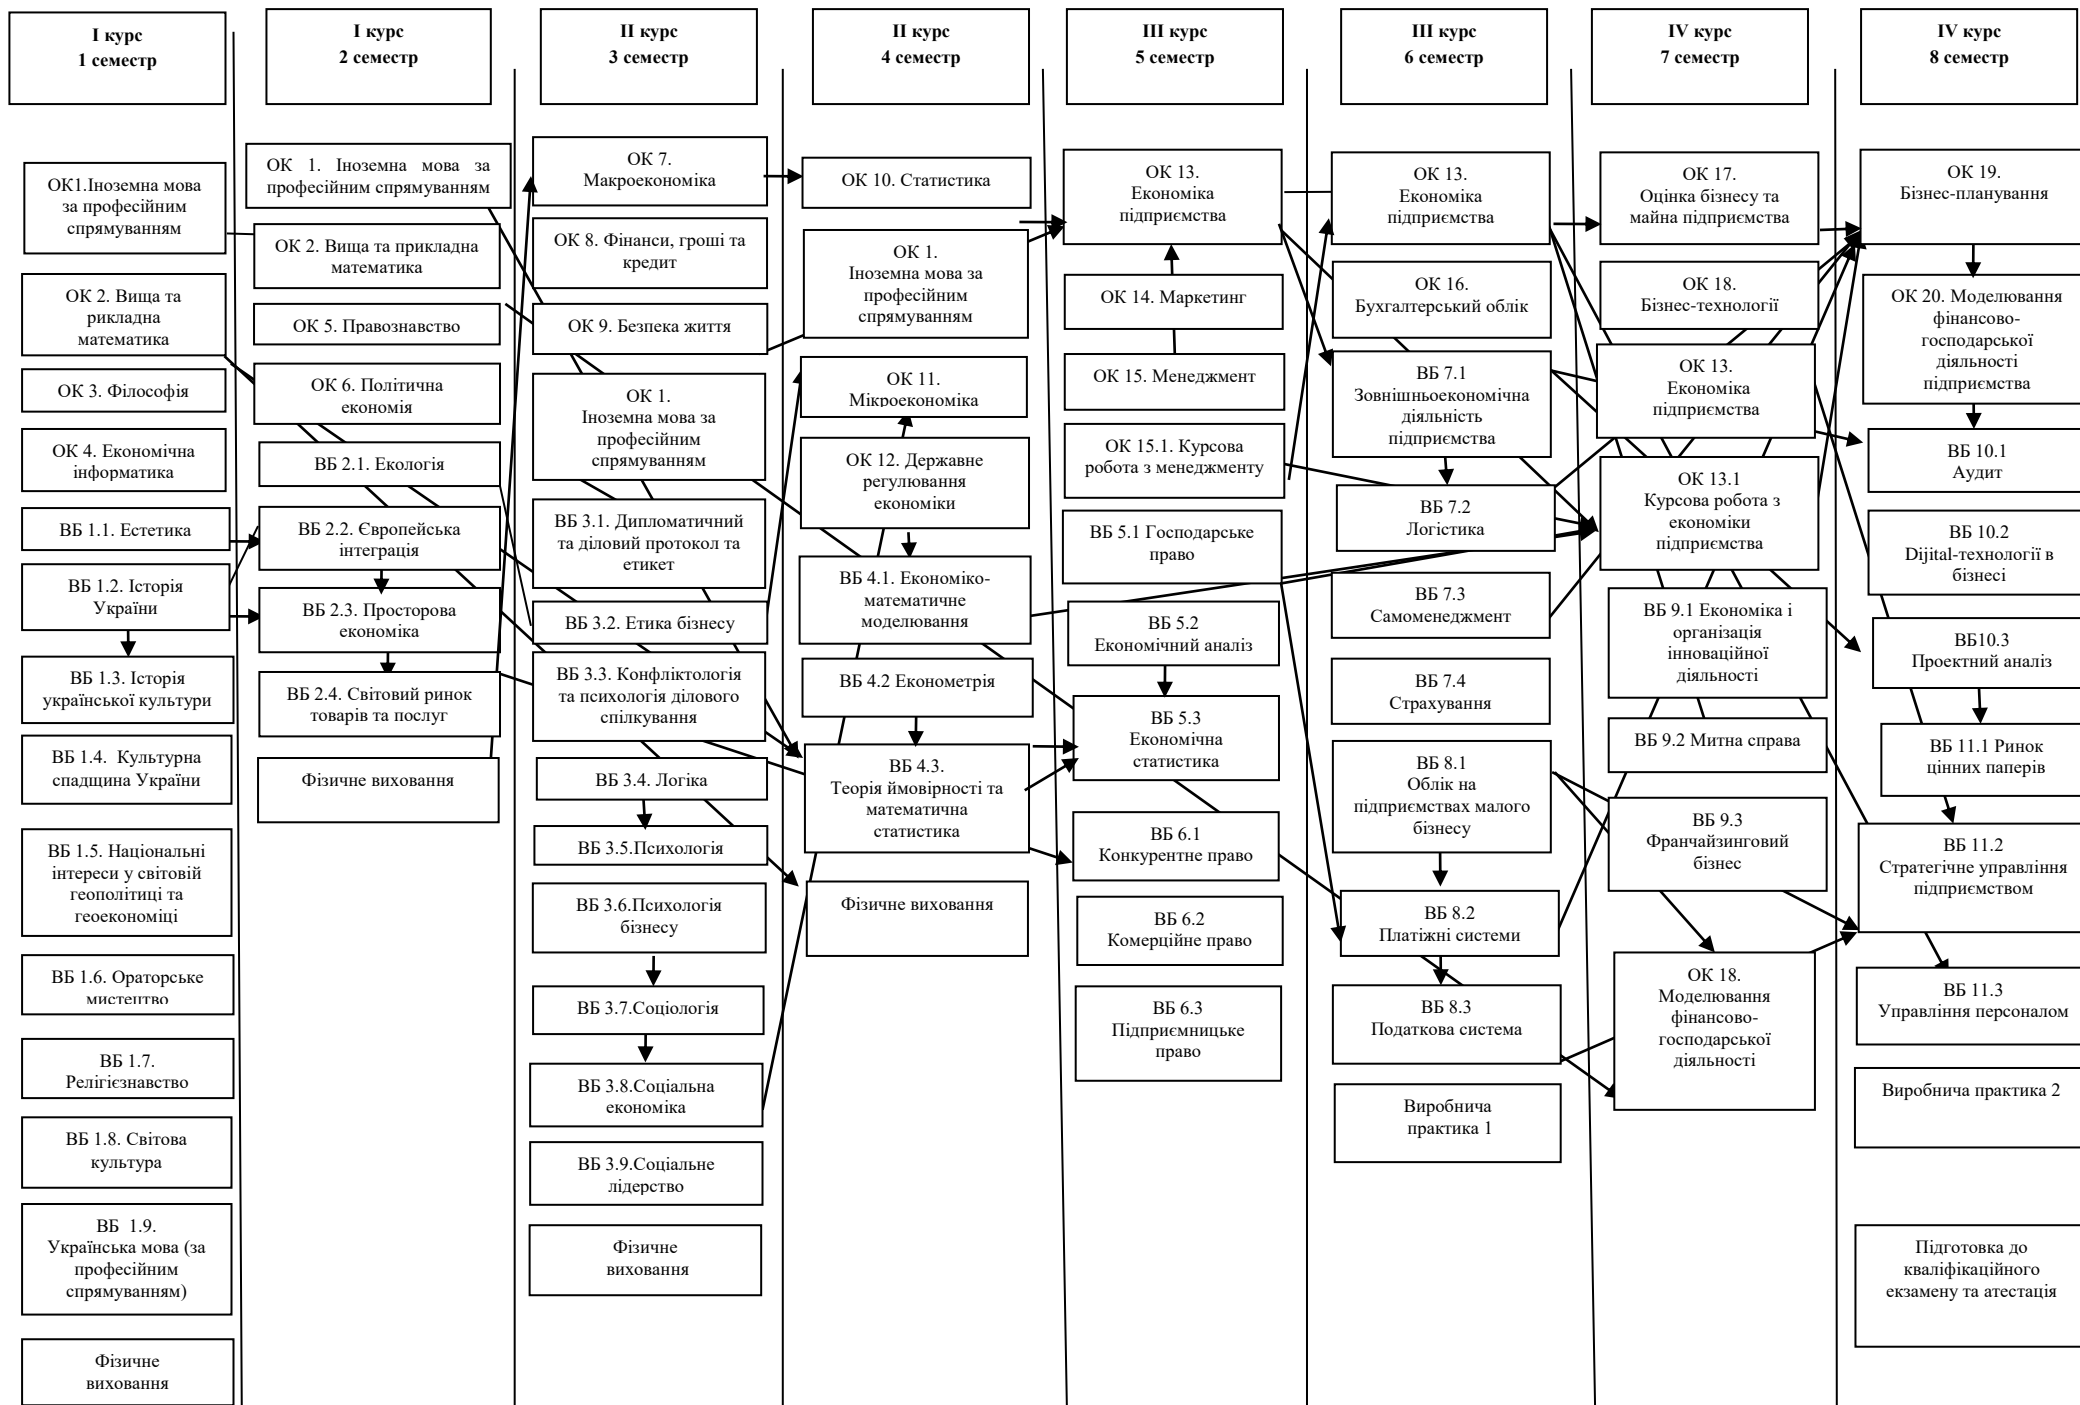 І курс
1 семестр
І курс
2 семестр
ІІ курс
3 семестр
ІІ курс
4 семестр
ІІІ курс
5 семестр
ІІІ курс
6 семестр
IV курс
7 семестр
IV курс
8 семестр
ОК1.Іноземна мова
за професійним
спрямуванням
ОК 2. Вища та
рикладна
математика
ОК 3. Філософія
ОК 4. Економічна
інформатика
ВБ 1.1. Естетика
ВБ 1.2. Історія
України
ВБ 1.3. Історія
української культури
ВБ 1.4. Культурна
спадщина України
ВБ 1.5. Національні
інтереси у світовій
геополітиці та
геоекономіці
ВБ 1.6. Ораторське
мистецтво
ВБ 1.7.
Релігієзнавство
ВБ 1.8. Світова
культура
ВБ 1.9.
Українська мова (за
професійним
спрямуванням)
Фізичне
виховання
ОК 1. Іноземна мова за
професійним спрямуванням
ОК 2. Вища та прикладна
математика
ОК 5. Правознавство
ОК 6. Політична
економія
ВБ 2.1. Екологія
ВБ 2.2. Європейська
інтеграція
ВБ 2.3. Просторова
економіка
ВБ 2.4. Світовий ринок
товарів та послуг
Фізичне виховання
ОК 7.
Макроекономіка
ОК 8. Фінанси, гроші та
кредит
ОК 9. Безпека життя
ОК 1.
Іноземна мова за
професійним
спрямуванням
ВБ 3.1. Дипломатичний
та діловий протокол та
етикет
ВБ 3.2. Етика бізнесу
ВБ 3.3. Конфліктологія
та психологія ділового
спілкування
ВБ 3.4. Логіка
ВБ 3.5.Психологія
ВБ 3.6.Психологія
бізнесу
ВБ 3.7.Соціологія
ВБ 3.8.Соціальна
економіка
ВБ 3.9.Соціальне
лідерство
Фізичне
виховання
ОК 10. Статистика
ОК 1.
Іноземна мова за
професійним
спрямуванням
ОК 11.
Мікроекономіка
ОК 12. Державне
регулювання
економіки
ВБ 4.1. Економіко-
математичне
моделювання
ВБ 4.2 Економетрія
ВБ 4.3.
Теорія ймовірності та
математична
статистика
Фізичне виховання
ОК 13.
Економіка
підприємства
ОК 14. Маркетинг
ОК 15. Менеджмент
ОК 15.1. Курсова
робота з менеджменту
ВБ 5.1 Господарське
право
ВБ 5.2
Економічний аналіз
ВБ 5.3
Економічна
статистика
ВБ 6.1
Конкурентне право
ВБ 6.2
Комерційне право
ВБ 6.3
Підприємницьке
право
ОК 13.
Економіка
підприємства
ОК 16.
Бухгалтерський облік
ВБ 7.1
Зовнішньоекономічна
діяльність
підприємства
ВБ 7.2
Логістика
ВБ 7.3
Самоменеджмент
ВБ 7.4
Страхування
ВБ 8.1
Облік на
підприємствах малого
бізнесу
ВБ 8.2
Платіжні системи
ВБ 8.3
Податкова система
Виробнича
практика 1
ОК 17.
Оцінка бізнесу та
майна підприємства
ОК 18.
Бізнес-технології
ОК 13.
Економіка
підприємства
ОК 13.1
Курсова робота з
економіки
підприємства
ВБ 9.1 Економіка і
організація
інноваційної
діяльності
ВБ 9.2 Митна справа
ВБ 9.3
Франчайзинговий
бізнес
ОК 18.
Моделювання
фінансово-
господарської
діяльності
ОК 19.
Бізнес-планування
ОК 20. Моделювання
фінансово-
господарської
діяльності
підприємства
ВБ 10.1
Аудит
ВБ 10.2
Dijital-технології в
бізнесі
ВБ10.3
Проектний аналіз
ВБ 11.1 Ринок
цінних паперів
ВБ 11.2
Стратегічне управління
підприємством
ВБ 11.3
Управління персоналом
Виробнича практика 2
Підготовка до
кваліфікаційного
екзамену та атестація